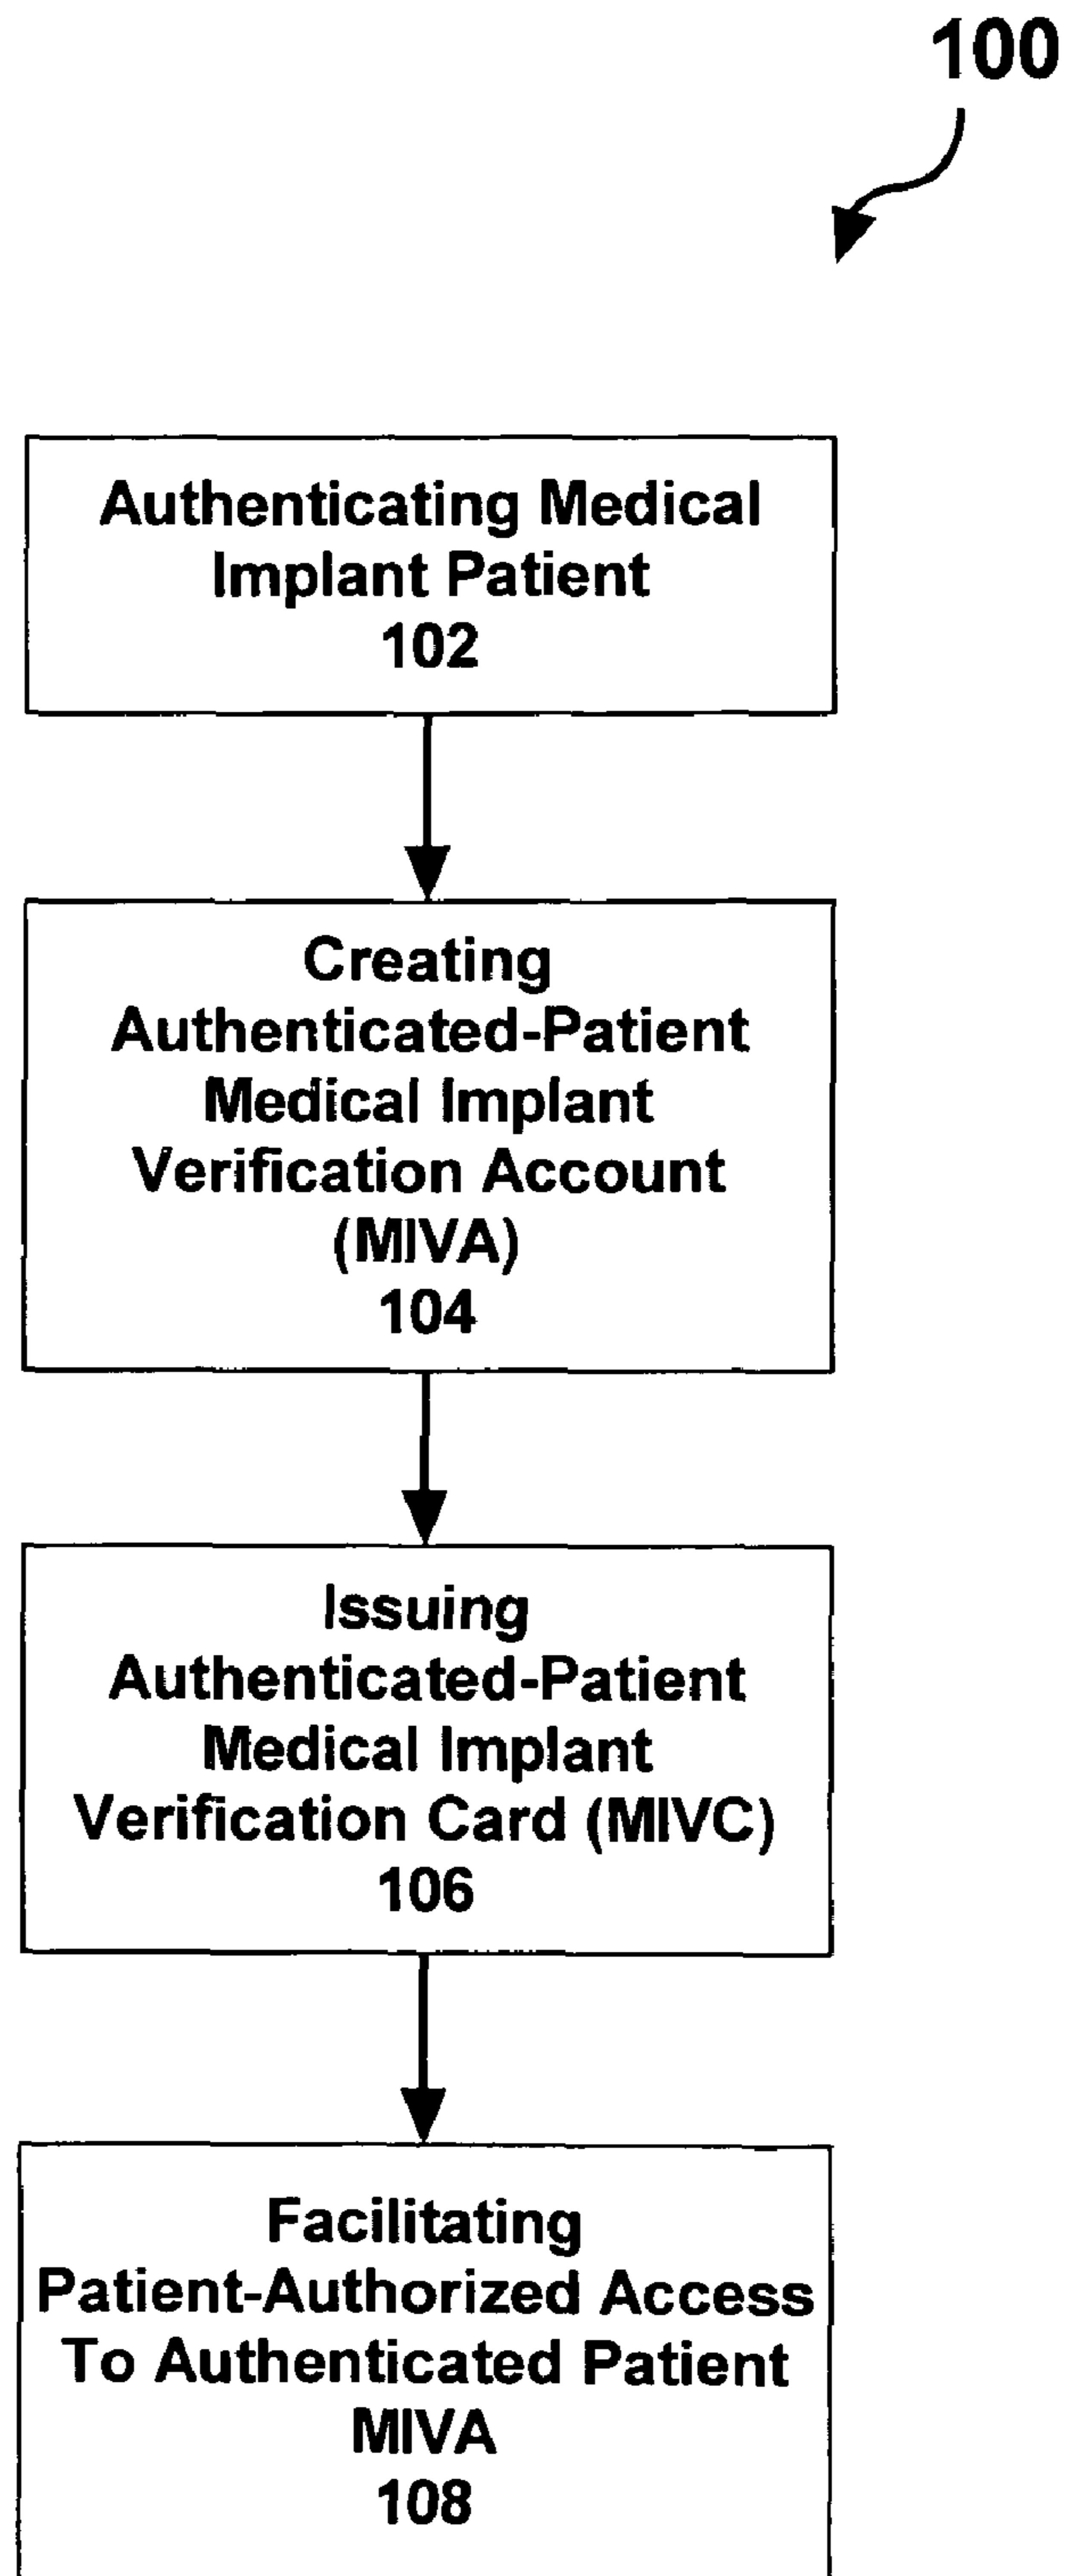 100
Authenticating Medical
Implant Patient
102
Creating
Authenticated-Patient
Medical Implant
Verification Account
(MIVA)
104
Issuing
Authenticated-Patient
Medical Implant
Verification Card (MIVC)
106
Facilitating
Patient-Authorized Access
To Authenticated Patient
MIVA
108